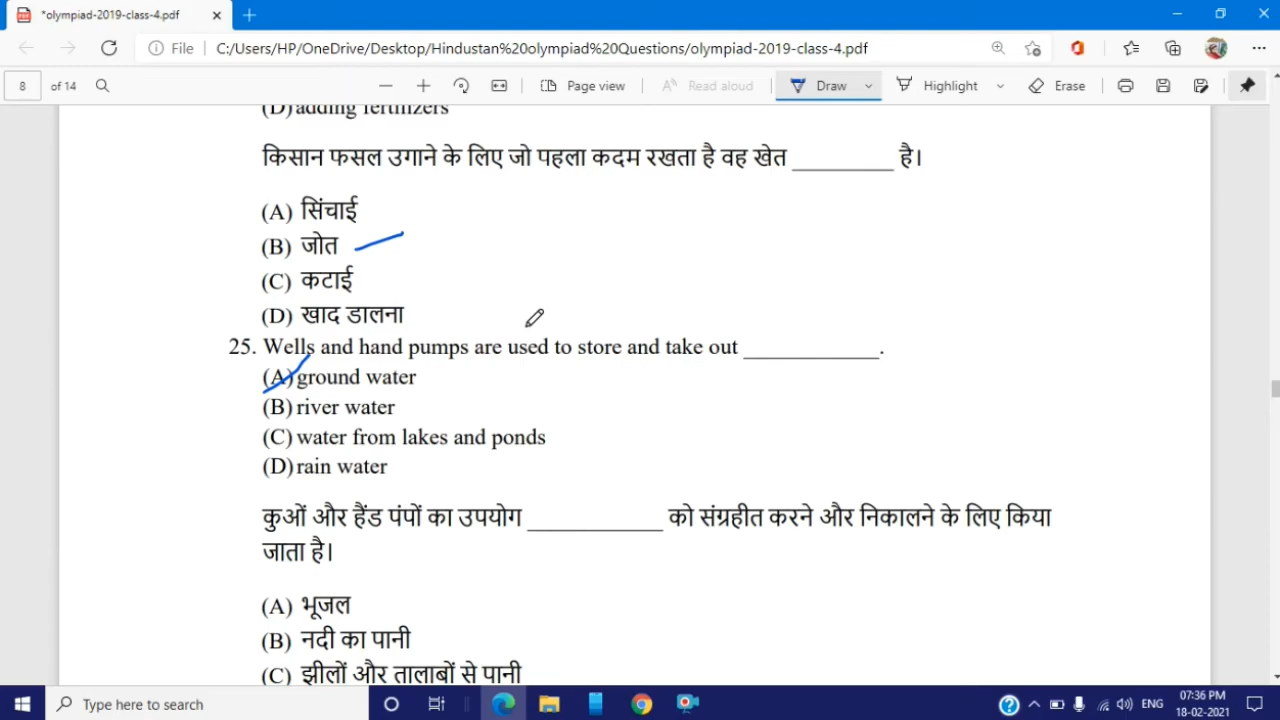 *olympiad-2019-class-4.pdf
File C:/Users/HP/OneDrive/Desktop/Hindustan%20olympiad%20Questions/olympiad-2019-class-4.pdf
8 of 14 Page view Read aloud Draw Highlight Erase
(D) adding fertilizers
किसान फसल उगाने के लिए जो पहला कदम रखता है वह खेत _________ है।
(A) सिंचाई
(B) जोत
(C) कटाई
(D) खाद डालना
25. Wells and hand pumps are used to store and take out ____________.
(A) ground water
(B) river water
(C) water from lakes and ponds
(D) rain water
कुओं और हैंड पंपों का उपयोग ____________ को संग्रहीत करने और निकालने के लिए किया
जाता है।
(A) भूजल
(B) नदी का पानी
(C) झीलों और तालाबों से पानी
Type here to search
ENG
07:36 PM
18-02-2021